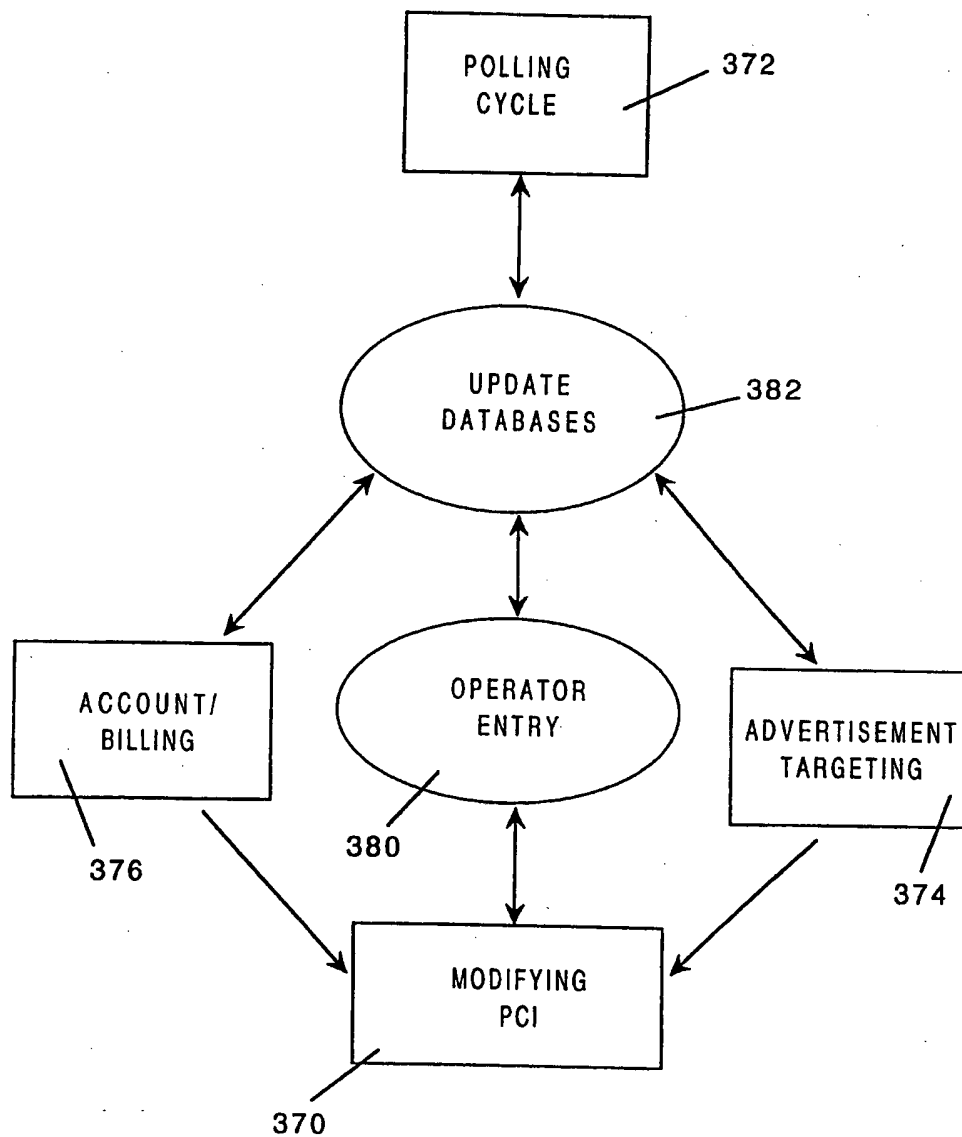 POLLING
CYCLE
372
UPDATE
DATABASES
382
ACCOUNT/
BILLING
376
OPERATOR
ENTRY
380
ADVERTISEMENT
TARGETING
374
MODIFYING
PCI
370